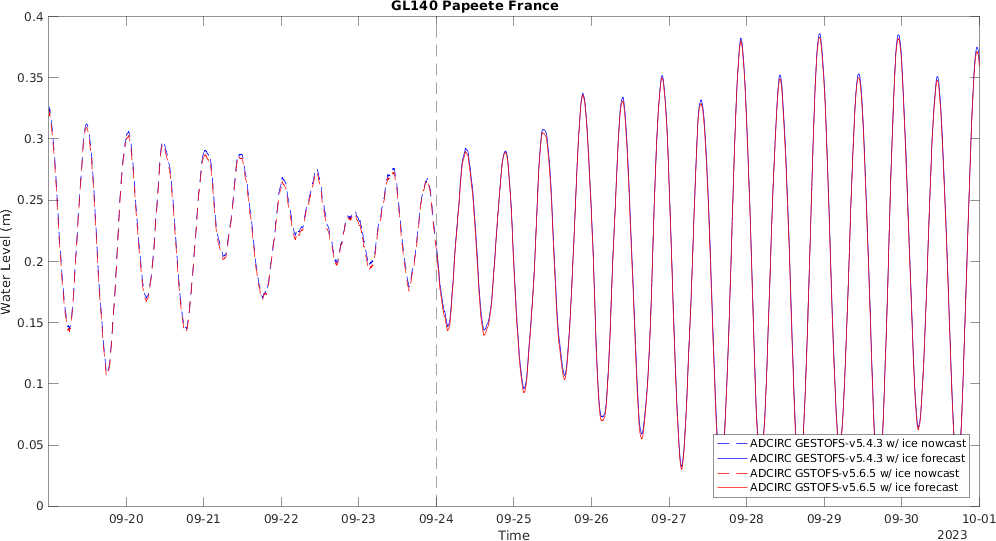 GL140 Papeete France
0.4
0.35
0.3
0.25
0.2
0.15
0.1
0.05
0
Water Level (m)
09-20 09-21 09-22 09-23 09-24 09-25 09-26 09-27 09-28 09-29 09-30 10-01
Time
2023
ADCIRC GESTOFS-v5.4.3 w/ ice nowcast
ADCIRC GESTOFS-v5.4.3 w/ ice forecast
ADCIRC GSTOFS-v5.6.5 w/ ice nowcast
ADCIRC GSTOFS-v5.6.5 w/ ice forecast